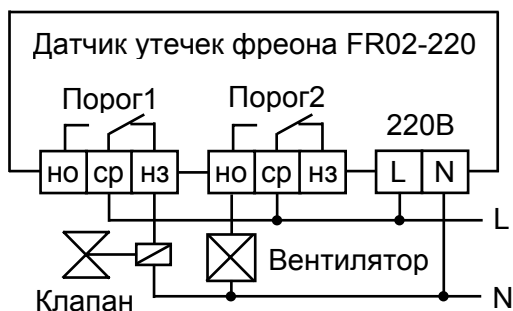 Датчик утечек фреона FR02-220
Порог1 Порог2 220В
но ср нз но ср нз L N
L
Вентилятор
Клапан N